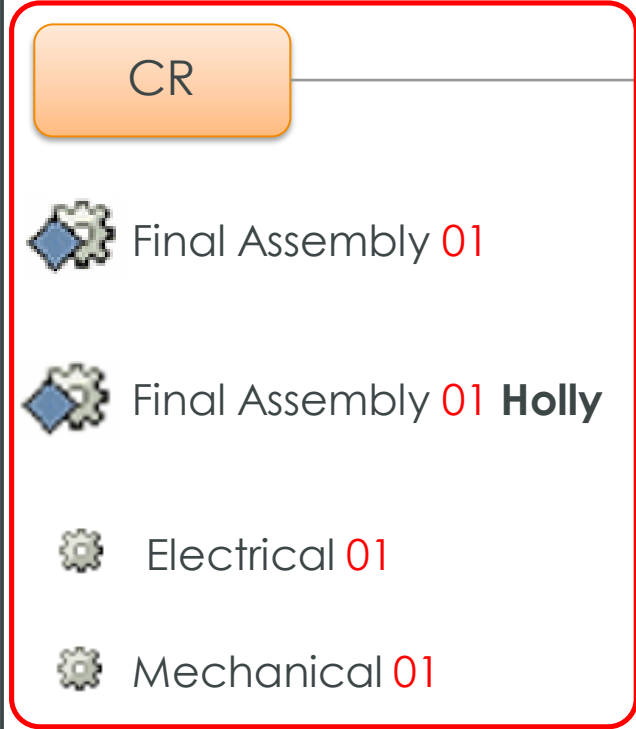 CR
Final Assembly 01
Final Assembly 01 Holly
Electrical 01
Mechanical 01